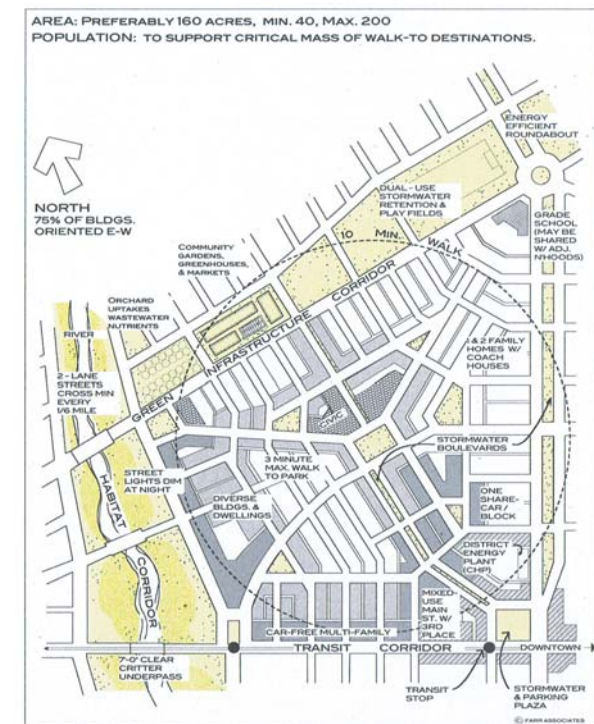 AREA: PREFERABLY 160 ACRES, MIN. 40, MAX. 200
POPULATION: TO SUPPORT CRITICAL MASS OF WALK-TO DESTINATIONS.
ENERGY
EFFICIENT
ROUNDABOUT
NORTH
75% OF BLDGS.
ORIENTED E-W
DUAL-USE
STORMWATER
RETENTION &
PLAY FIELDS
GRADE
SCHOOL
(MAY BE
SHARED
W/ ADJ.
N'HOODS)
10 MIN. WALK
COMMUNITY
GARDENS,
GREENHOUSES,
& MARKETS
ORCHARD
UPTAKES
WASTEWATER
NUTRIENTS
GREEN INFRASTRUCTURE CORRIDOR
RIVER
2-LANE
STREETS
CROSS MIN
EVERY
1/6 MILE
1 & 2 FAMILY
HOMES W/
COACH
HOUSES
CIVIC
STORMWATER
BOULEVARDS
3 MINUTE
MAX. WALK
TO PARK
STREET
LIGHTS DIM
AT NIGHT
HABITAT
CORRIDOR
DIVERSE
BLDGS. &
DWELLINGS
ONE
SHARE-
CAR /
BLOCK
DISTRICT
ENERGY
PLANT
(CHP)
MIXED-
USE
MAIN
ST. W/
3RD
PLACE
CAR-FREE MULTI-FAMILY
TRANSIT CORRIDOR
DOWNTOWN
7'-0" CLEAR
CRITTER
UNDERPASS
TRANSIT
STOP
STORMWATER
& PARKING
PLAZA
© FARR ASSOCIATES